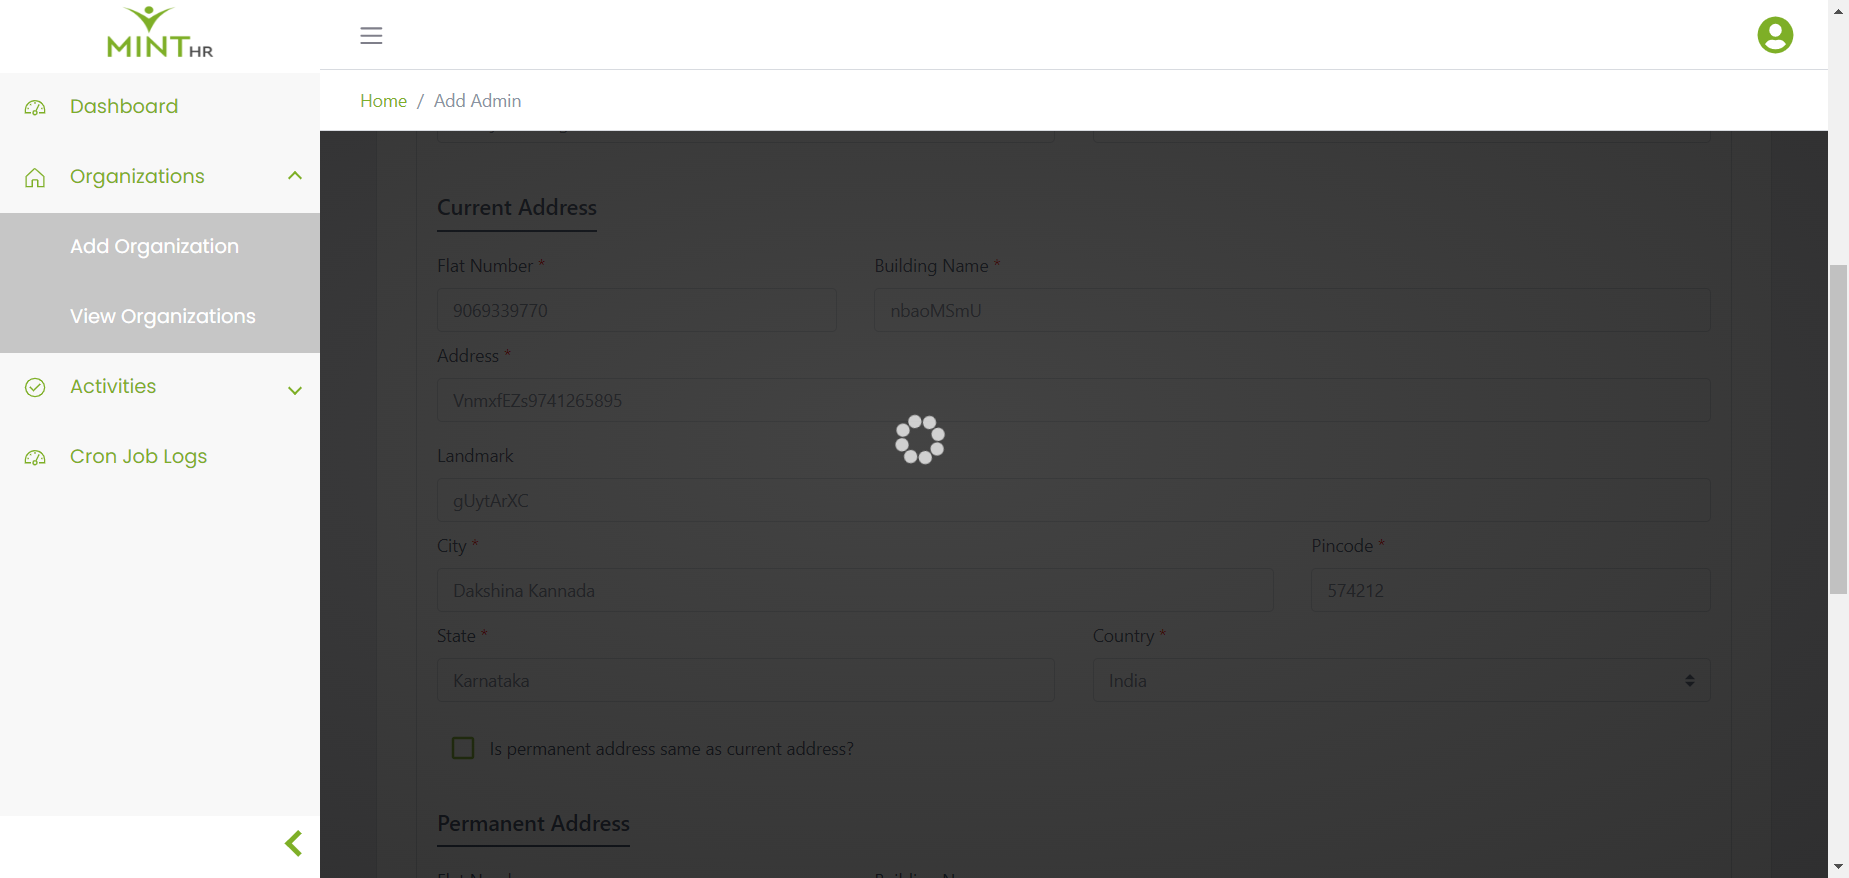 MINT HR
Dashboard
Organizations
Add Organization
View Organizations
Activities
Cron Job Logs
Home / Add Admin
Current Address
Flat Number *
Building Name *
9069339770
nbaoMSmU
Address *
VnmxfEZs9741265895
Landmark
gUytArXC
City *
Pincode *
Dakshina Kannada
574212
State *
Country *
Karnataka
India
Is permanent address same as current address?
Permanent Address